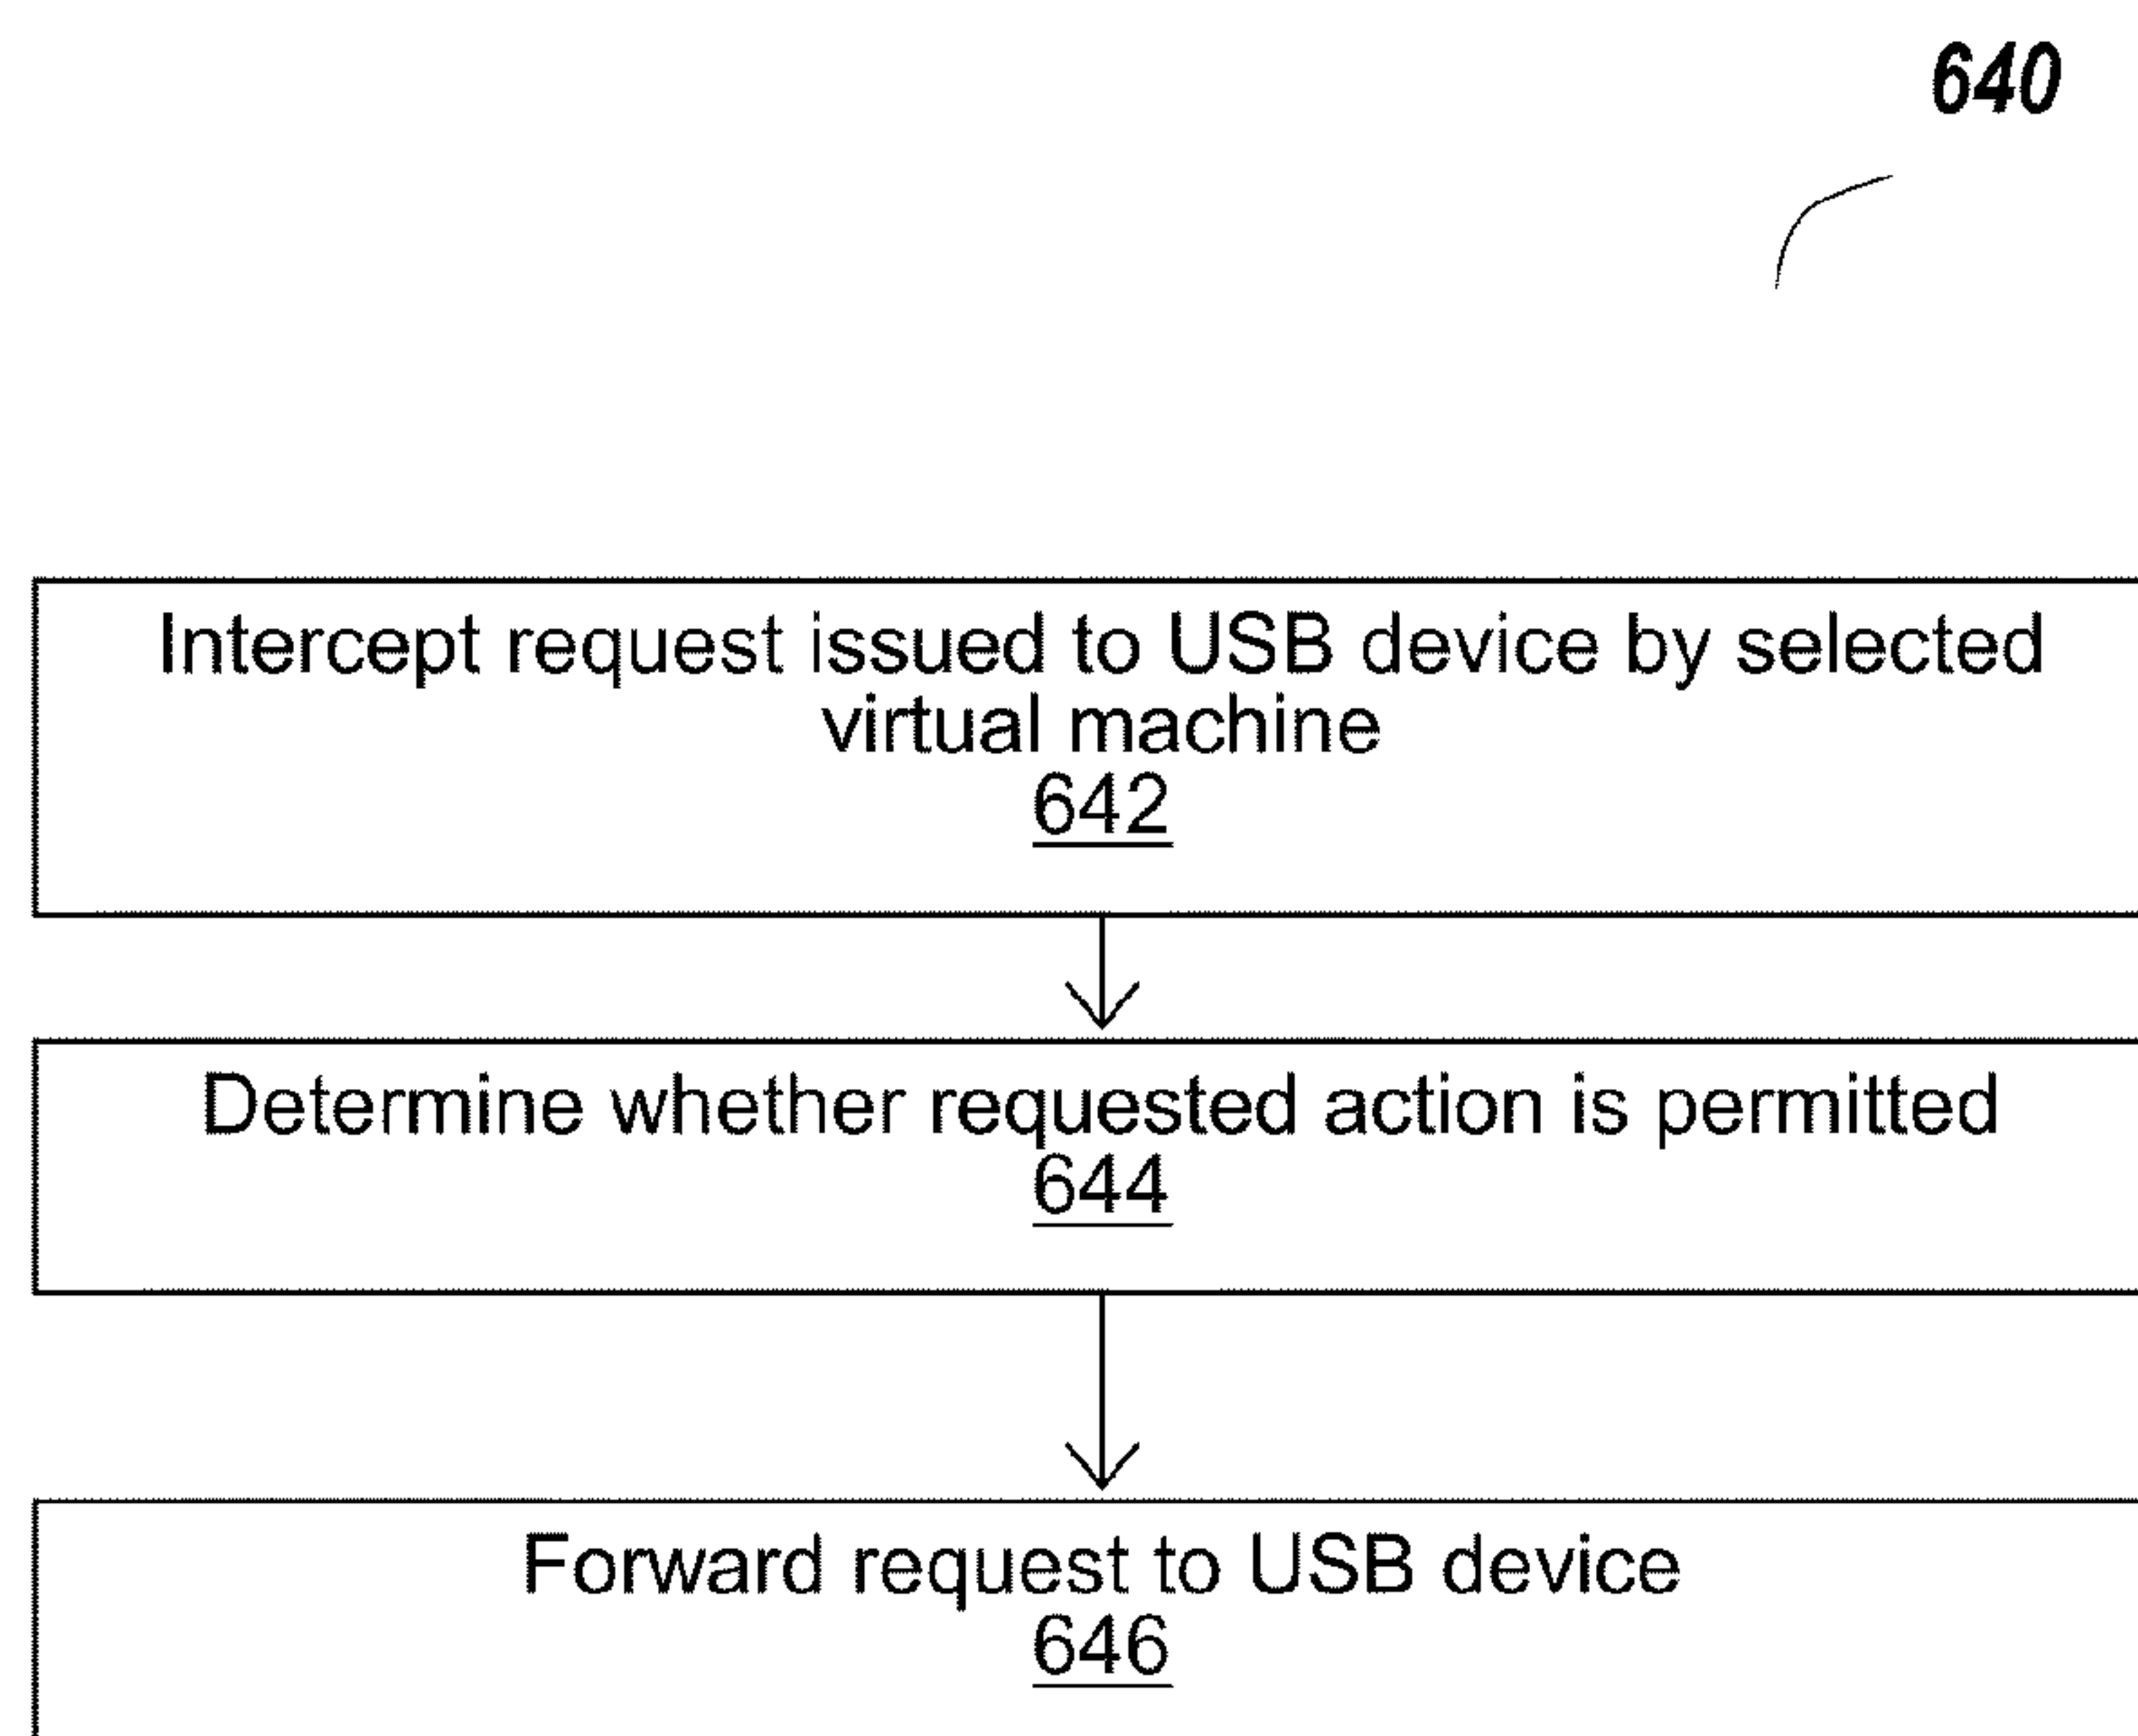 640
Intercept request issued to USB device by selected
virtual machine
642
Determine whether requested action is permitted
644
Forward request to USB device
646